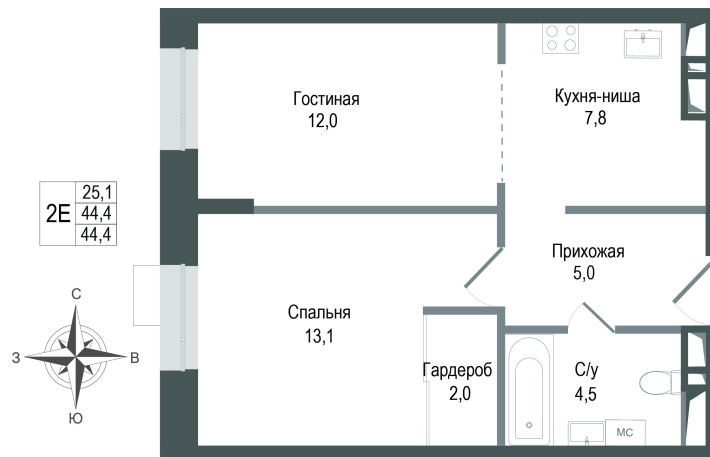 Гостиная
12,0
Кухня-ниша
7,8
2Е
25,1
44,4
44,4
Прихожая
5,0
С
З
В
Ю
Спальня
13,1
Гардероб
2,0
С/у
4,5
МС